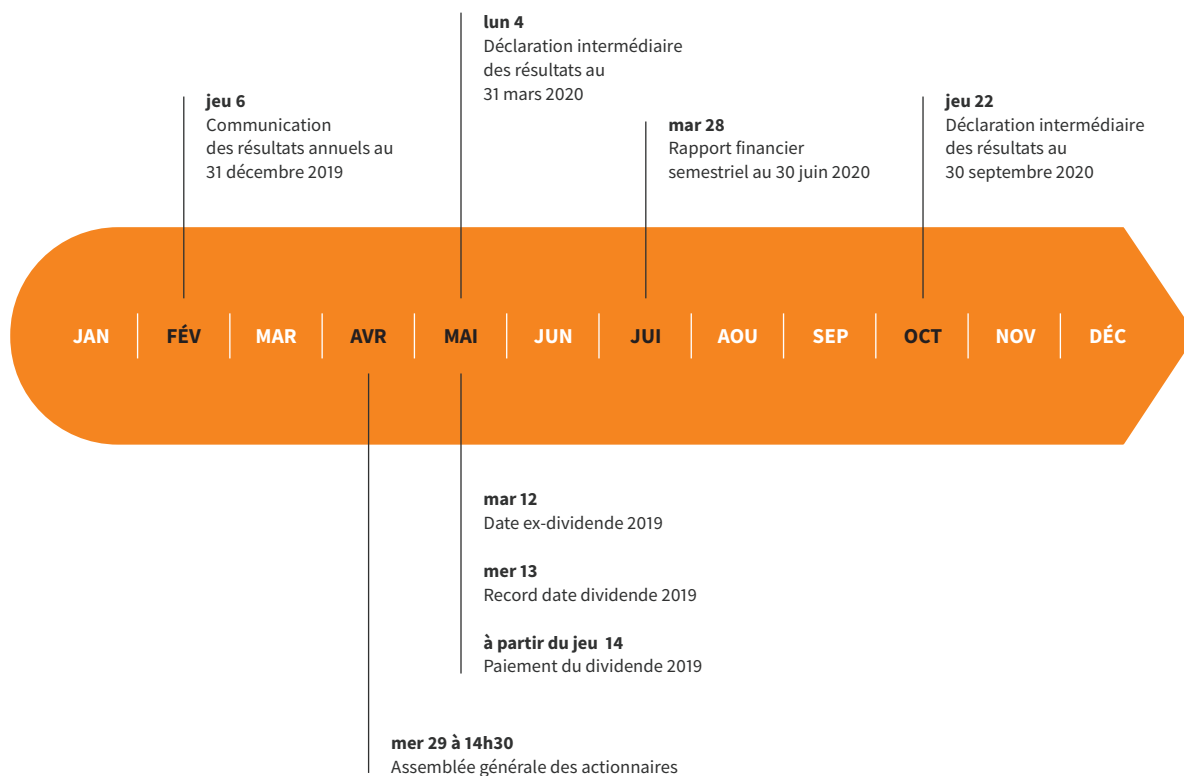 lun 4
Déclaration intermédiaire
des résultats au
31 mars 2020
jeu 6
Communication
des résultats annuels au
31 décembre 2019
mar 28
Rapport financier
semestriel au 30 juin 2020
jeu 22
Déclaration intermédiaire
des résultats au
30 septembre 2020
JAN FÉV MAR AVR MAI JUN JUI AOU SEP OCT NOV DÉC
mar 12
Date ex-dividende 2019
mer 13
Record date dividende 2019
à partir du jeu 14
Paiement du dividende 2019
mer 29 à 14h30
Assemblée générale des actionnaires